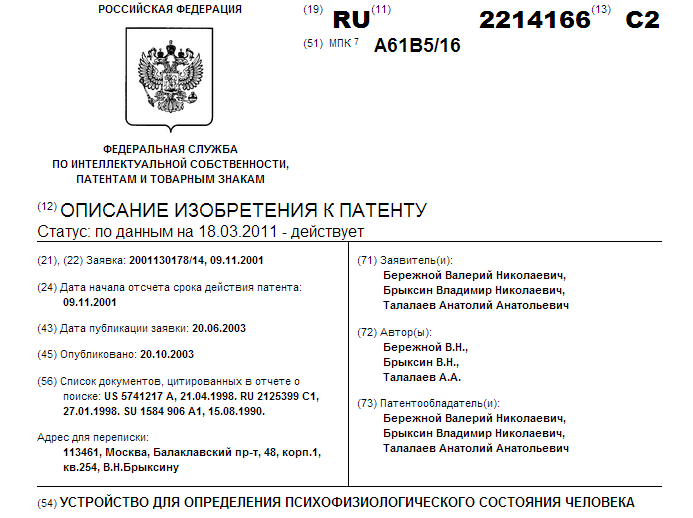 РОССИЙСКАЯ ФЕДЕРАЦИЯ
(19) RU (11) 2214166 (13) C2
(51) МПК 7 A61B5/16
ФЕДЕРАЛЬНАЯ СЛУЖБА
ПО ИНТЕЛЛЕКТУАЛЬНОЙ СОБСТВЕННОСТИ,
ПАТЕНТАМ И ТОВАРНЫМ ЗНАКАМ
(12) ОПИСАНИЕ ИЗОБРЕТЕНИЯ К ПАТЕНТУ
Статус: по данным на 18.03.2011 - действует
(21), (22) Заявка: 2001130178/14, 09.11.2001
(24) Дата начала отсчета срока действия патента:
09.11.2001
(43) Дата публикации заявки: 20.06.2003
(45) Опубликовано: 20.10.2003
(56) Список документов, цитированных в отчете о
поиске: US 5741217 A, 21.04.1998. RU 2125399 C1,
27.01.1998. SU 1584 906 A1, 15.08.1990.
Адрес для переписки:
113461, Москва, Балаклавский пр-т, 48, корп.1,
кв.254, В.Н.Брыксину
(71) Заявитель(и):
Бережной Валерий Николаевич,
Брыксин Владимир Николаевич,
Талалаев Анатолий Анатольевич
(72) Автор(ы):
Бережной В.Н.,
Брыксин В.Н.,
Талалаев А.А.
(73) Патентообладатель(и):
Бережной Валерий Николаевич,
Брыксин Владимир Николаевич,
Талалаев Анатолий Анатольевич
(54) УСТРОЙСТВО ДЛЯ ОПРЕДЕЛЕНИЯ ПСИХОФИЗИОЛОГИЧЕСКОГО СОСТОЯНИЯ ЧЕЛОВЕКА